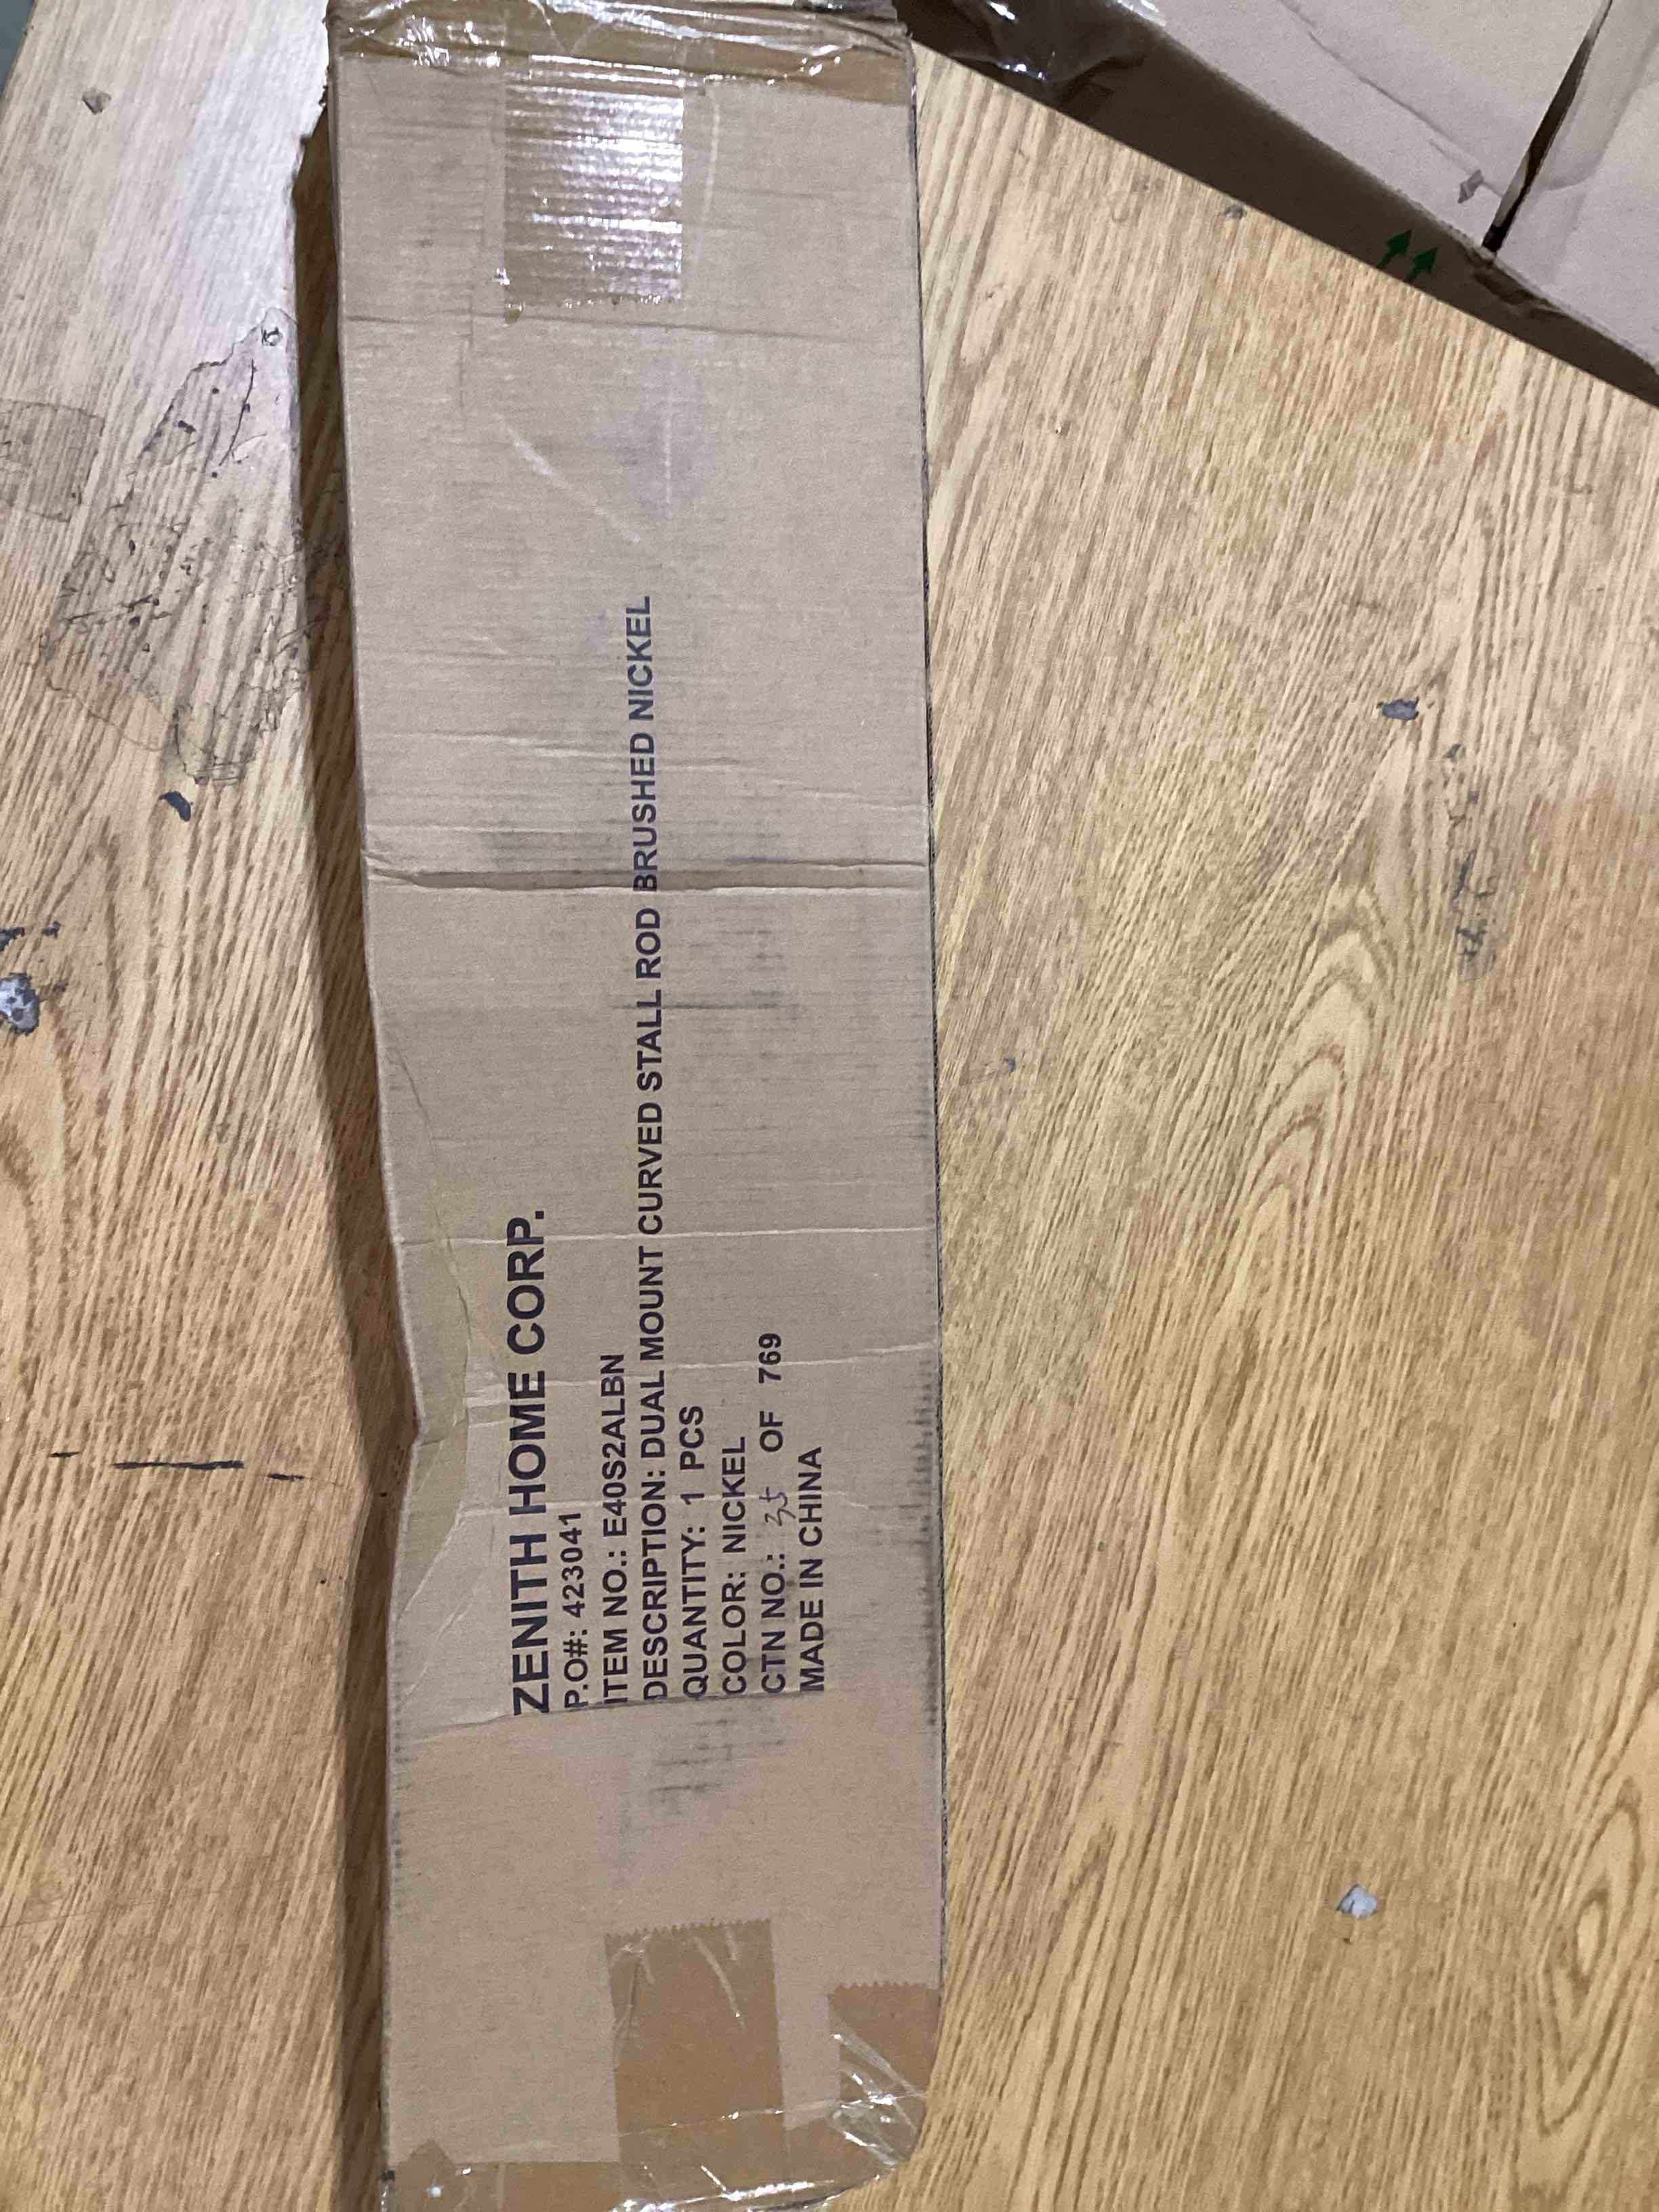 ZENITH HOME CORP.
P.O#: 423041
ITEM NO.: E40S2ALBN
DESCRIPTION: DUAL MOUNT CURVED STALL ROD BRUSHED NICKEL
QUANTITY: 1 PCS
COLOR: NICKEL
CTN NO.: 35 OF 769
MADE IN CHINA